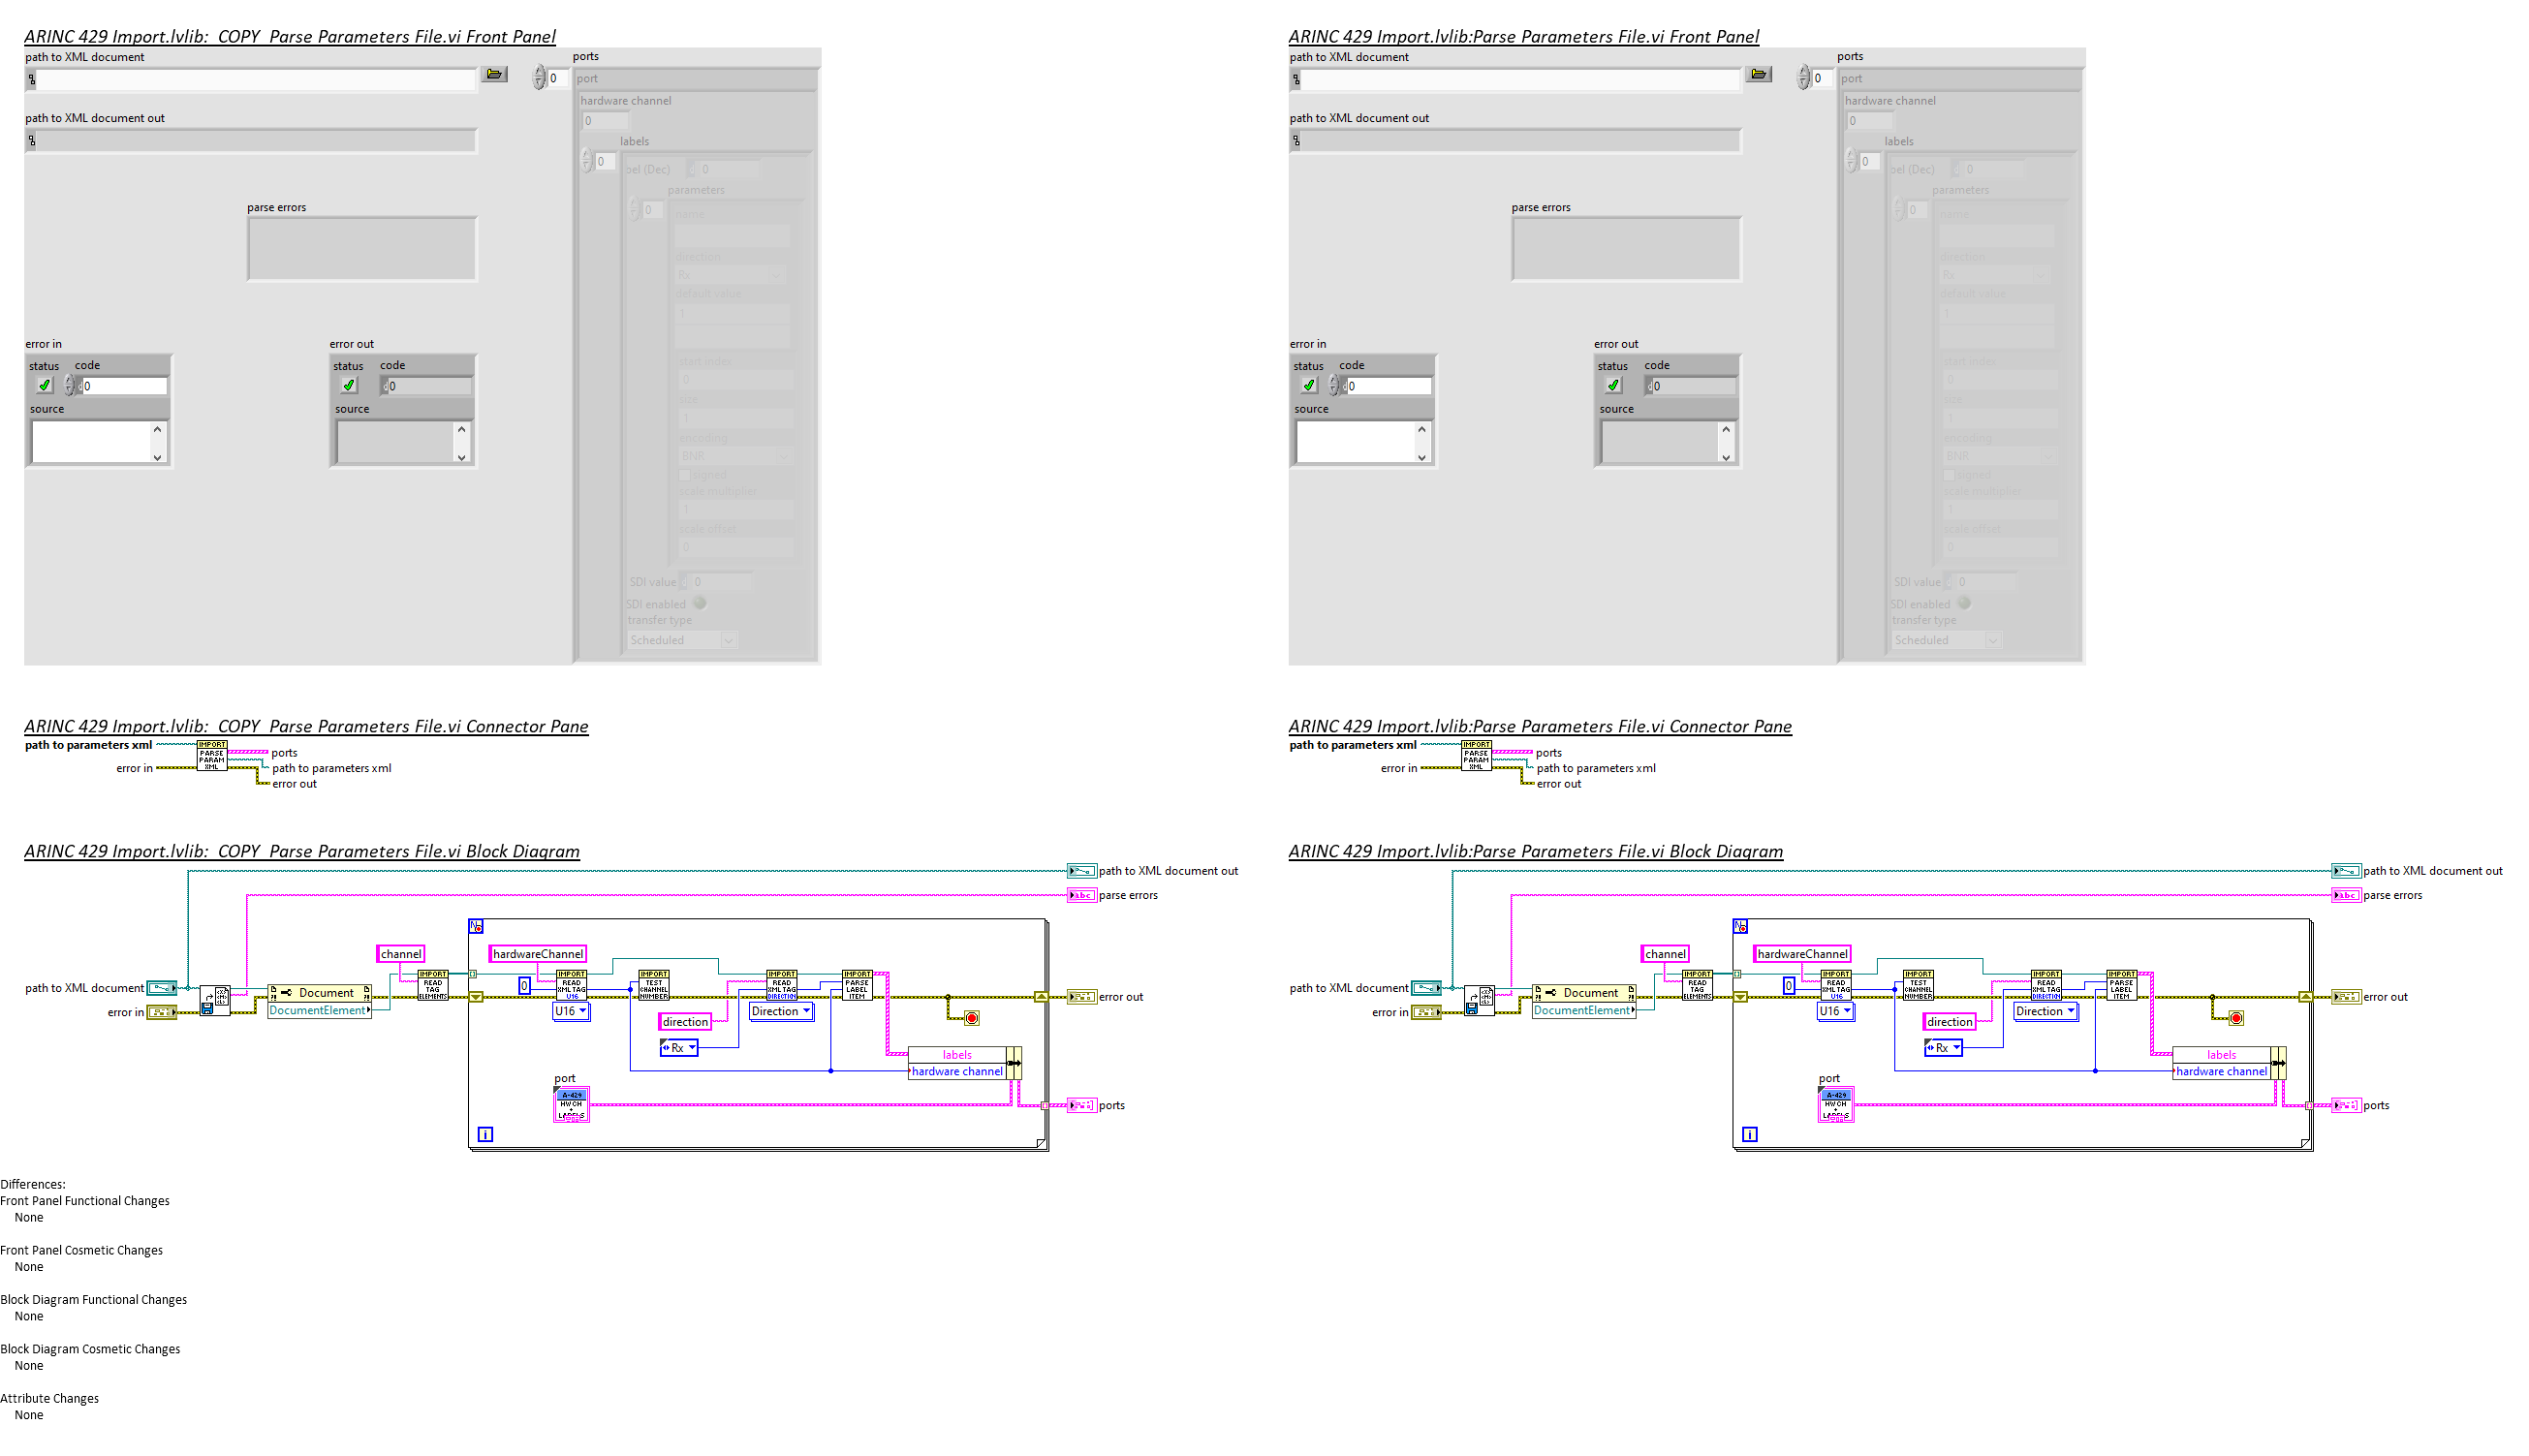 ARINC 429 Import.lvlib:  COPY  Parse Parameters File.vi Front Panel
path to XML document
ports
0
port
hardware channel
0
path to XML document out
labels
0
bel (Dec)
0
parameters
0
name
parse errors
direction
Rx
default value
1
error in
error out
status
code
status
code
start index
0
0
0
size
source
source
1
encoding
BNR
signed
scale multiplier
1
scale offset
0
SDI value
0
SDI enabled
transfer type
Scheduled
ARINC 429 Import.lvlib:Parse Parameters File.vi Front Panel
path to XML document
ports
0
port
hardware channel
0
path to XML document out
labels
0
bel (Dec)
0
parameters
0
name
parse errors
direction
Rx
default value
1
error in
error out
status
code
status
code
start index
0
0
0
size
source
source
1
encoding
BNR
signed
scale multiplier
1
scale offset
0
SDI value
0
SDI enabled
transfer type
Scheduled
ARINC 429 Import.lvlib:  COPY  Parse Parameters File.vi Connector Pane
path to parameters xml
IMPORT
PARSE
PARAM
XML
ports
error in
path to parameters xml
error out
ARINC 429 Import.lvlib:Parse Parameters File.vi Connector Pane
path to parameters xml
IMPORT
PARSE
PARAM
XML
ports
error in
path to parameters xml
error out
ARINC 429 Import.lvlib:  COPY  Parse Parameters File.vi Block Diagram
path to XML document out
abc
parse errors
N
channel
hardwareChannel
IMPORT
READ
TAG
ELEMENTS
0
IMPORT
READ
XML TAG
U16
IMPORT
TEST
CHANNEL
NUMBER
IMPORT
READ
XML TAG
DIRECTION
IMPORT
PARSE
LABEL
ITEM
path to XML document
Document
error out
error in
DocumentElement
U16
direction
Direction
Rx
labels
hardware channel
port
A-429
HW CH
+
LABELS
ports
i
ARINC 429 Import.lvlib:Parse Parameters File.vi Block Diagram
path to XML document out
abc
parse errors
N
channel
hardwareChannel
IMPORT
READ
TAG
ELEMENTS
0
IMPORT
READ
XML TAG
U16
IMPORT
TEST
CHANNEL
NUMBER
IMPORT
READ
XML TAG
DIRECTION
IMPORT
PARSE
LABEL
ITEM
path to XML document
Document
error out
error in
DocumentElement
U16
direction
Direction
Rx
labels
hardware channel
port
A-429
HW CH
+
LABELS
ports
i
Differences:
Front Panel Functional Changes
None
Front Panel Cosmetic Changes
None
Block Diagram Functional Changes
None
Block Diagram Cosmetic Changes
None
Attribute Changes
None